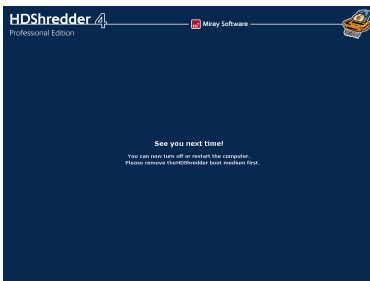 HDShredder 4
Miray Software
Professional Edition
See you next time!
You can now turn off or restart the computer.
Please remove theHDShredder boot medium first.